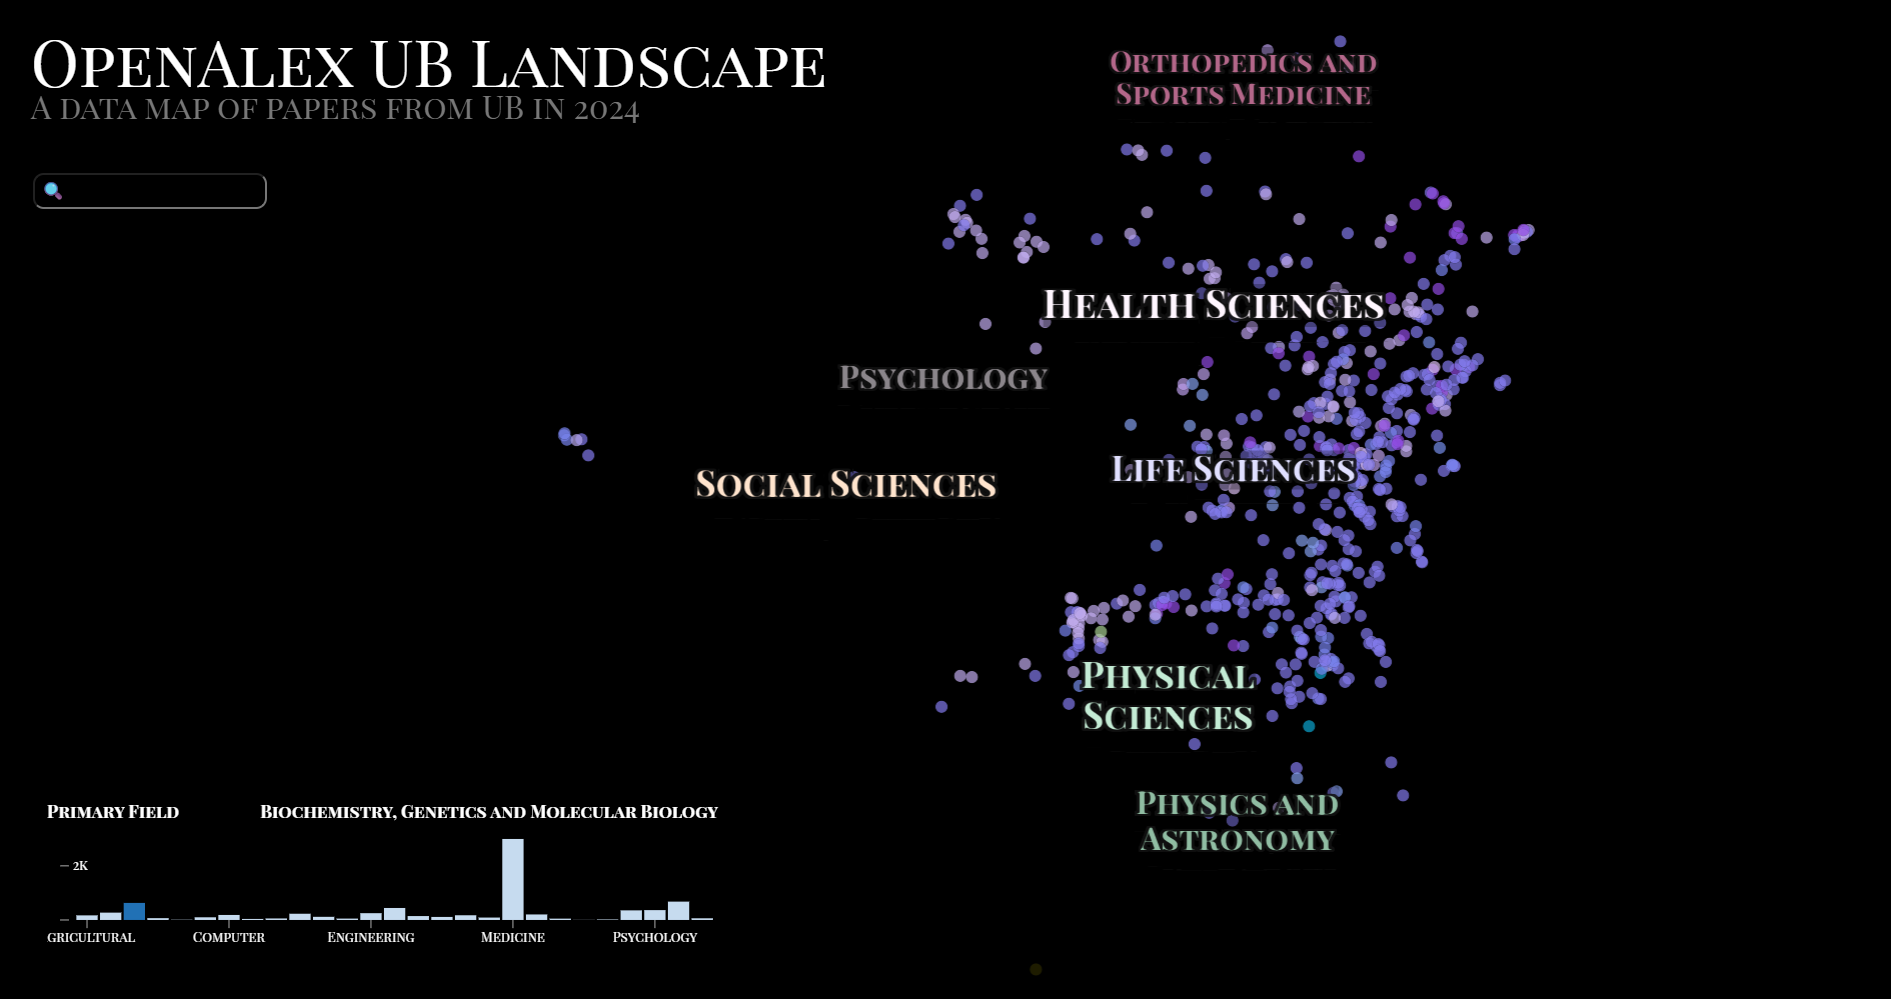 OpenAlex UB Landscape
A data map of papers from UB in 2024
Orthopedics and
Sports Medicine
Health Sciences
Psychology
Life Sciences
Social Sciences
Physical
Sciences
Physics and
Astronomy
Primary Field
Biochemistry, Genetics and Molecular Biology
2K
gricultural
Computer
Engineering
Medicine
Psychology